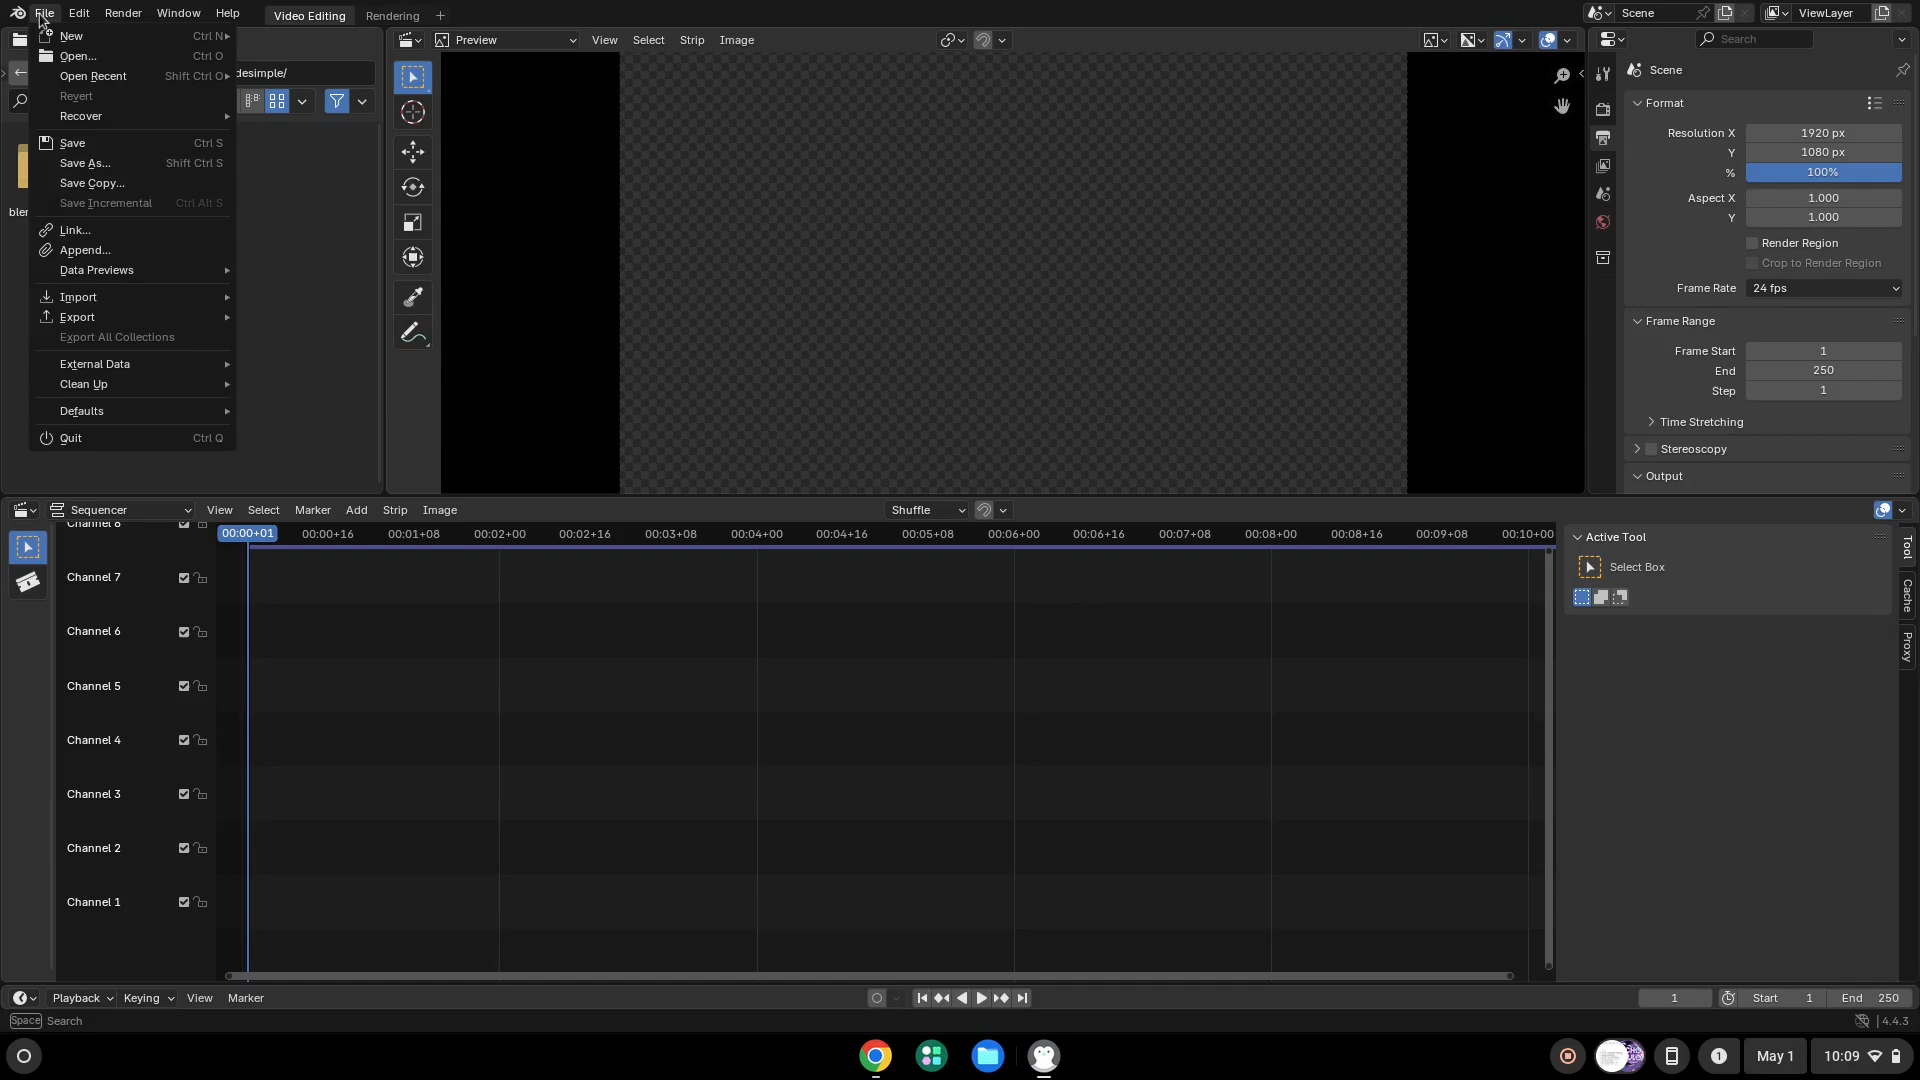 File Edit Render Window Help Video Editing Rendering + Scene ViewLayer
New Ctrl N
Open... Ctrl O
Open Recent Shift Ctrl O
Revert
Recover
Save Ctrl S
Save As... Shift Ctrl S
Save Copy...
Save Incremental Ctrl Alt S
Link...
Append...
Data Previews
Import
Export
Export All Collections
External Data
Clean Up
Defaults
Quit Ctrl Q
desimple/
Preview View Select Strip Image
Search
Scene
Format
Resolution X 1920 px
Y 1080 px
% 100%
Aspect X 1.000
Y 1.000
Render Region
Crop to Render Region
Frame Rate 24 fps
Frame Range
Frame Start 1
End 250
Step 1
Time Stretching
Stereoscopy
Output
Sequencer View Select Marker Add Strip Image Shuffle
00:00+01 00:00+16 00:01+08 00:02+00 00:02+16 00:03+08 00:04+00 00:04+16 00:05+08 00:06+00 00:06+16 00:07+08 00:08+00 00:08+16 00:09+08 00:10+00
Channel 8
Channel 7
Channel 6
Channel 5
Channel 4
Channel 3
Channel 2
Channel 1
Active Tool
Select Box
Tool
Cache
Proxy
Playback Keying View Marker 1 Start 1 End 250
Space Search 4.4.3
1 May 1 10:09